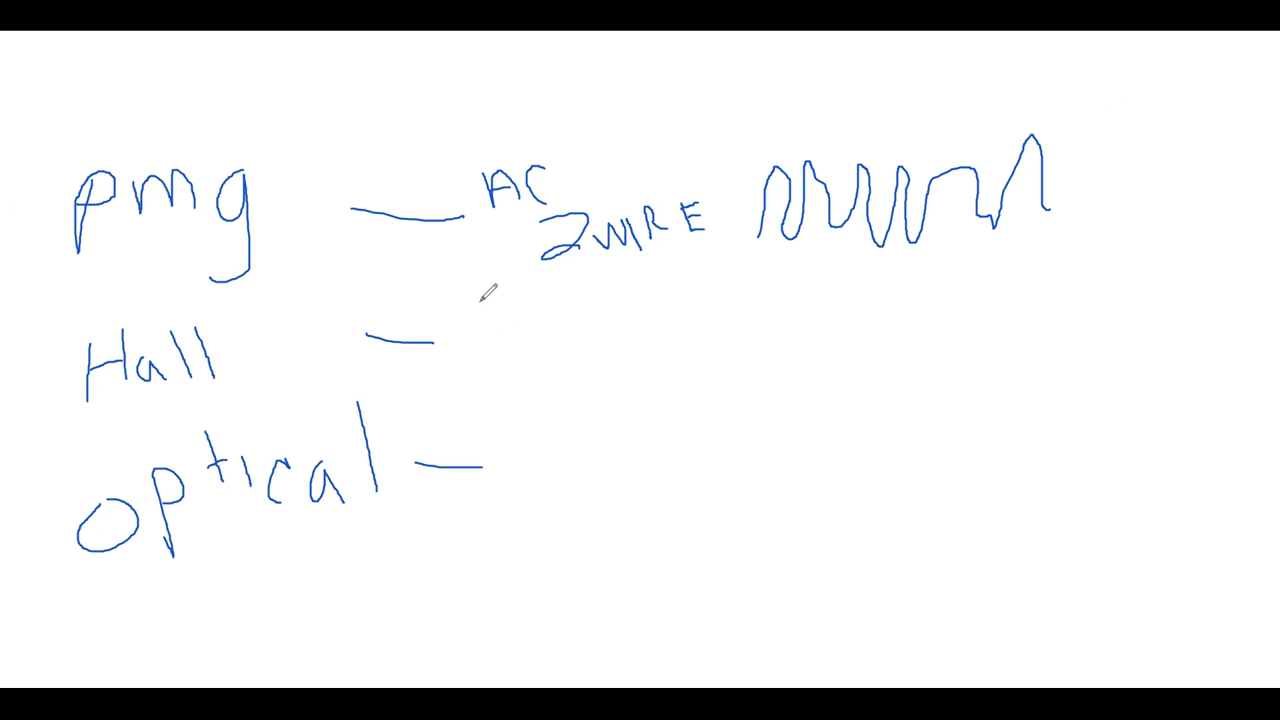 pmg — AC
2WIRE
Hall —
optical —